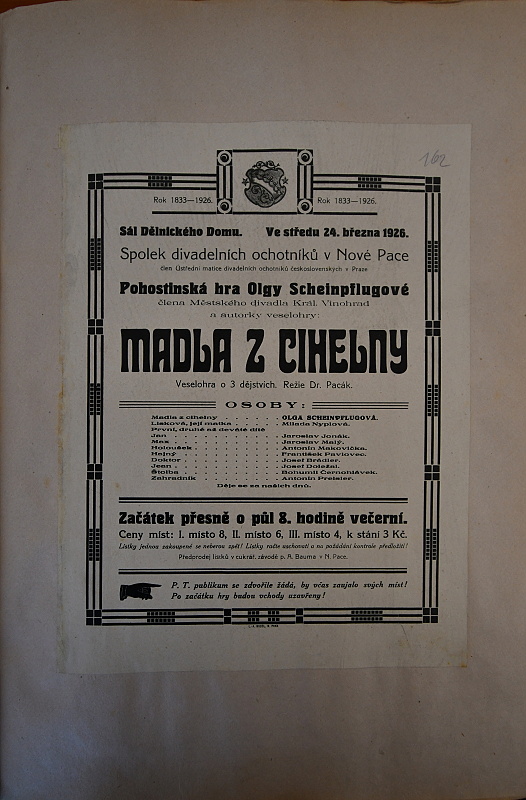 162
Rok 1833—1926.
Rok 1833—1926.
Sál Dělnického Domu. Ve středu 24. března 1926.
Spolek divadelních ochotníků v Nové Pace
člen Ústřední matice divadelních ochotníků československých v Praze
Pohostinská hra Olgy Scheinpflugové
člena Městského divadla Král. Vinohrad
a autorky veselohry:
MADLA Z CIHELNY
Veselohra o 3 dějstvích. Režie Dr. Pacák.
OSOBY:
Madla z cihelny . . . . . . OLGA SCHEINPFLUGOVÁ.
Lisková, její matka . . . . . Milada Nyplová.
První, druhé až deváté dítě
Jan . . . . . . . . . . Jaroslav Jonák.
Max . . . . . . . . . . Jaroslav Malý.
Holoušek . . . . . . . . Antonín Makovička.
Hejný . . . . . . . . . František Pavlovec.
Doktor . . . . . . . . . Josef Brádler.
Jean . . . . . . . . . . Josef Doležal.
Štolba . . . . . . . . . Bohumil Černohlávek.
Zahradník . . . . . . . . Antonín Preisler.
Děje se za našich dnů.
Začátek přesně o půl 8. hodině večerní.
Ceny míst: I. místo 8, II. místo 6, III. místo 4, k stání 3 Kč.
Lístky jednou zakoupené se neberou zpět! Lístky račte uschovati a na požádání kontrole předložiti!
Předprodej lístků v cukrář. závodě p. R. Bauma v N. Pace.
P. T. publikum se zdvořile žádá, by včas zaujalo svých míst!
Po začátku hry budou vchody uzavřeny!